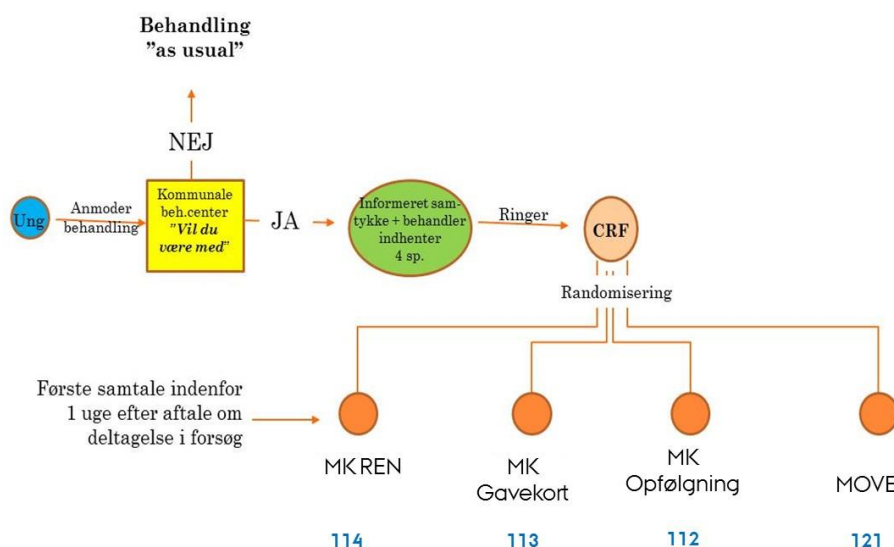 Behandling
"as usual"
NEJ
Ung
Anmoder
behandling
Kommunale
beh.center
"Vil du
være med"
JA
Informeret sam-
tykke + behandler
indhenter
4 sp.
Ringer
CRF
Randomisering
Første samtale indenfor
1 uge efter aftale om
deltagelse i forsøg
MK REN
MK
Gavekort
MK
Opfølgning
MOVE
114
113
112
121